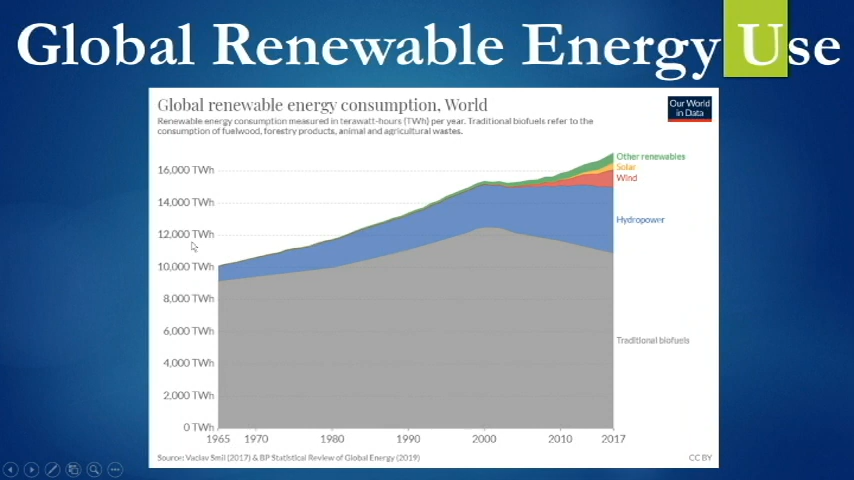 Global Renewable Energy Use
Global renewable energy consumption, World
Renewable energy consumption measured in terawatt-hours (TWh) per year. Traditional biofuels refer to the
consumption of fuelwood, forestry products, animal and agricultural wastes.
Our World
in Data
16,000 TWh
14,000 TWh
12,000 TWh
10,000 TWh
8,000 TWh
6,000 TWh
4,000 TWh
2,000 TWh
0 TWh
Other renewables
Solar
Wind
Hydropower
Traditional biofuels
1965 1970 1980 1990 2000 2010 2017
Source: Vaclav Smil (2017) & BP Statistical Review of Global Energy (2019)
CC BY